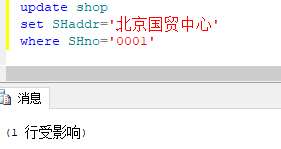 update shop
set SHaddr='北京国贸中心'
where SHno='0001'
消息
(1 行受影响)